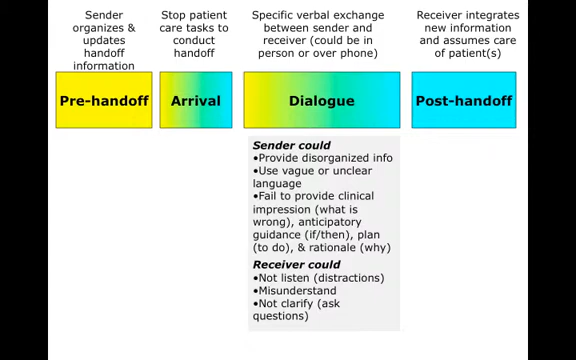 Sender
organizes &
updates
handoff
information
Stop patient
care tasks to
conduct
handoff
Specific verbal exchange
between sender and
receiver (could be in
person or over phone)
Receiver integrates
new information
and assumes care
of patient(s)
Pre-handoff
Arrival
Dialogue
Post-handoff
Sender could
•Provide disorganized info
•Use vague or unclear
language
•Fail to provide clinical
impression (what is
wrong), anticipatory
guidance (if/then), plan
(to do), & rationale (why)
Receiver could
•Not listen (distractions)
•Misunderstand
•Not clarify (ask
questions)